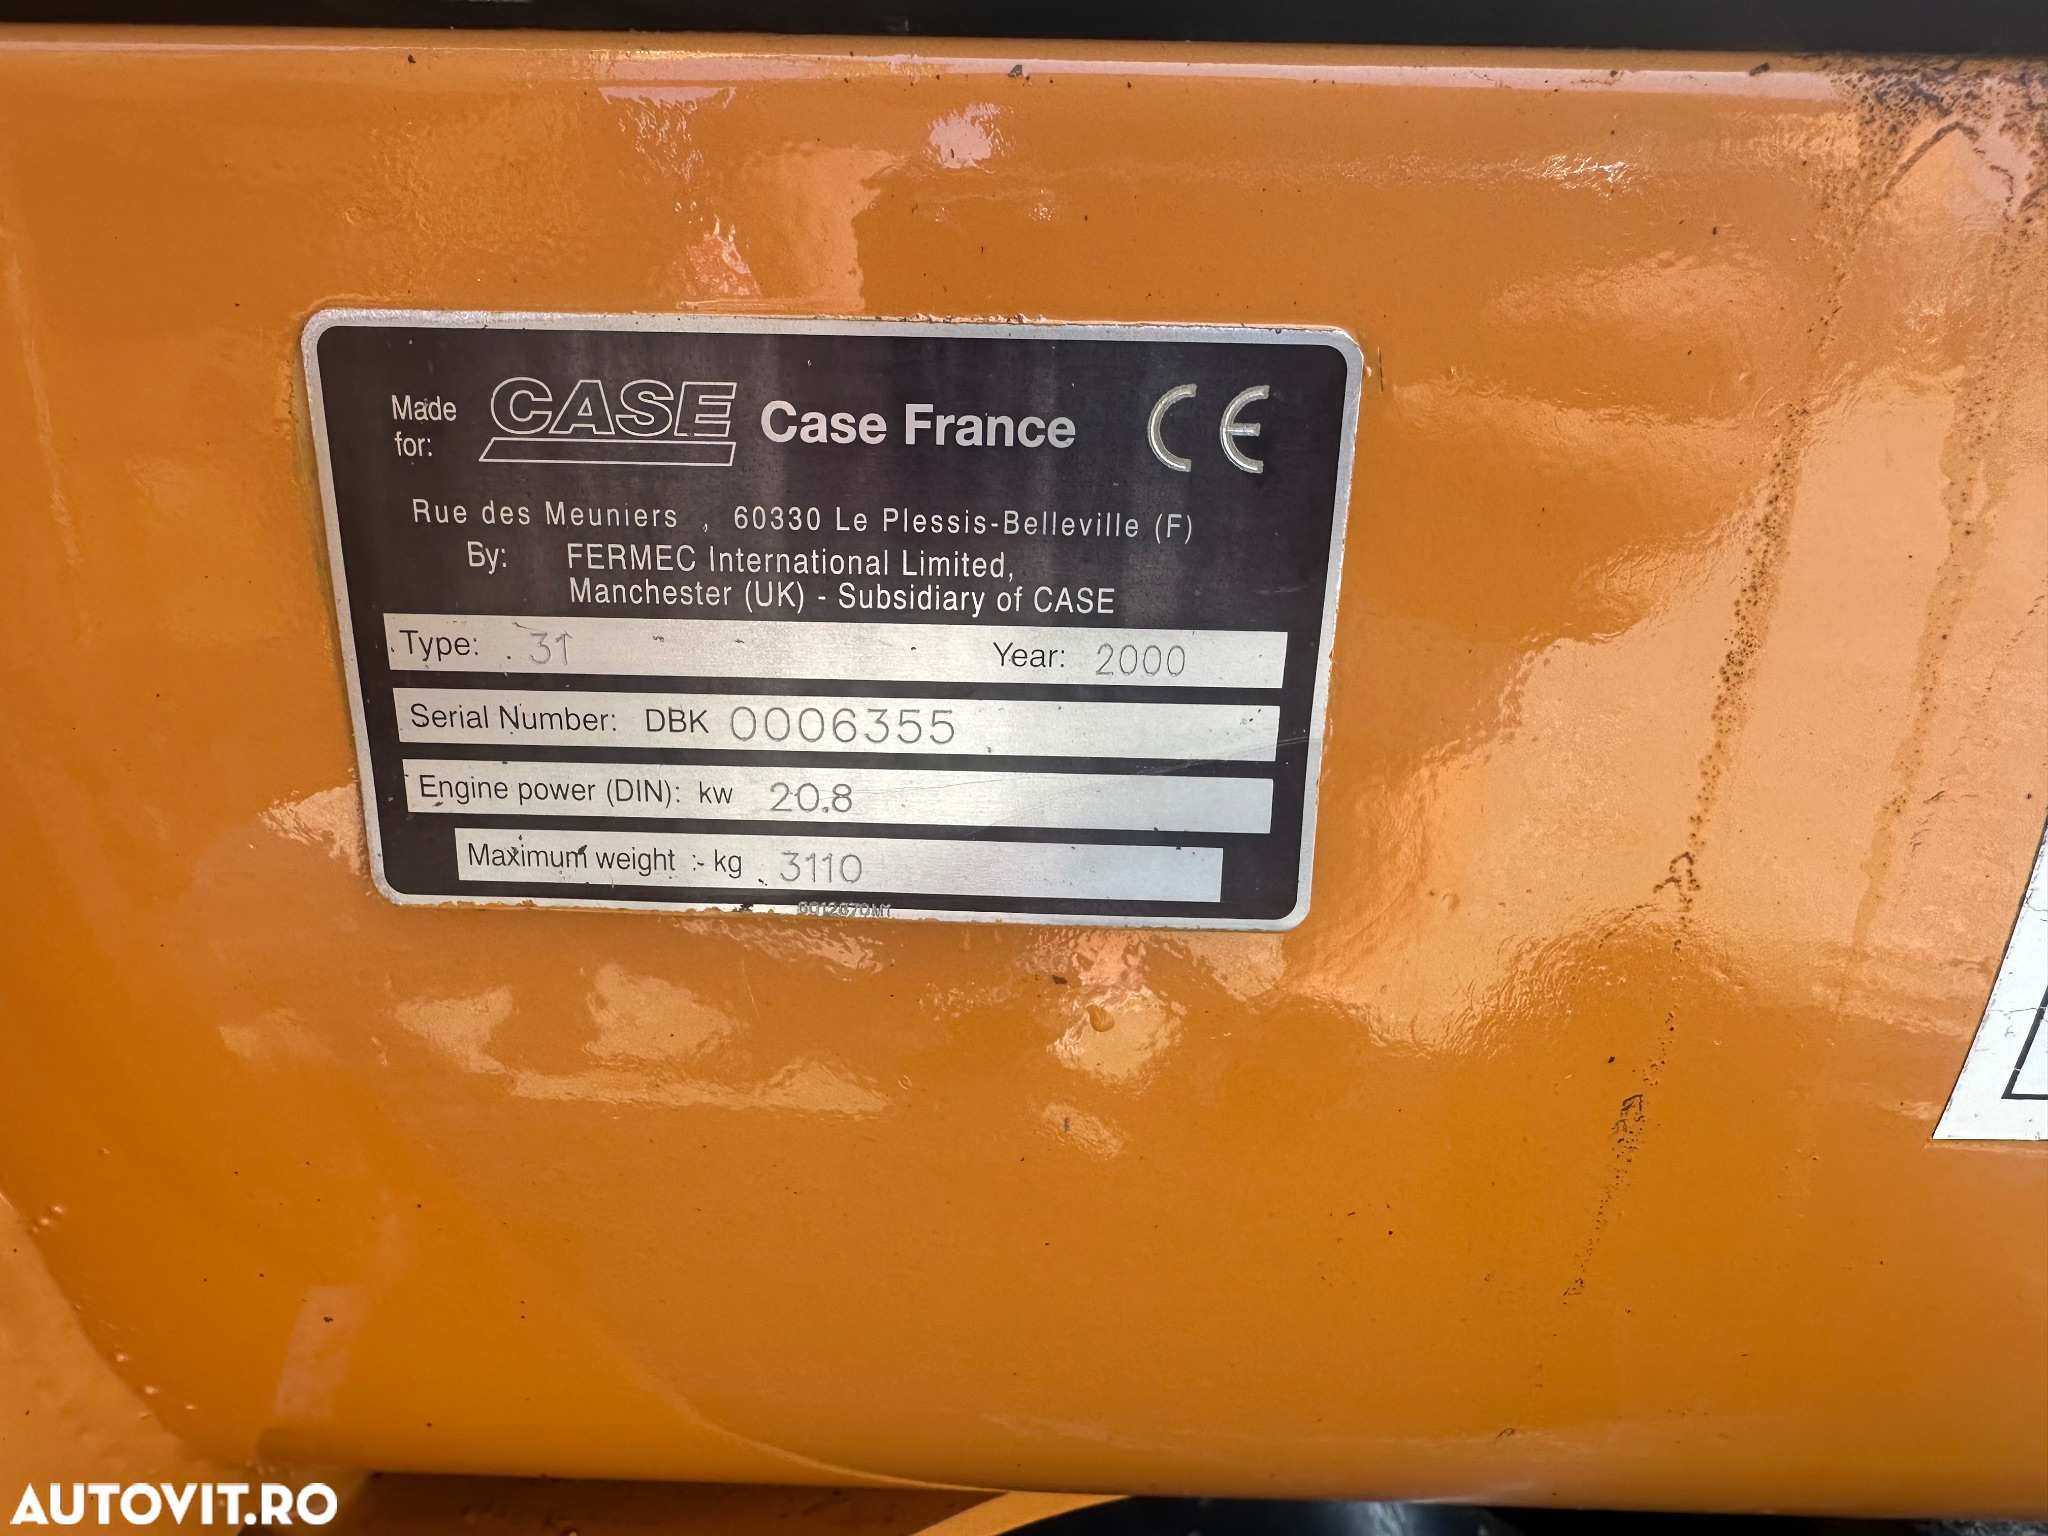 Made for: CASE Case France CE
Rue des Meuniers , 60330 Le Plessis-Belleville (F)
By: FERMEC International Limited,
Manchester (UK) - Subsidiary of CASE
Type: 31 Year: 2000
Serial Number: DBK 0006355
Engine power (DIN): kw 20.8
Maximum weight :- kg 3110
AUTOVIT.RO